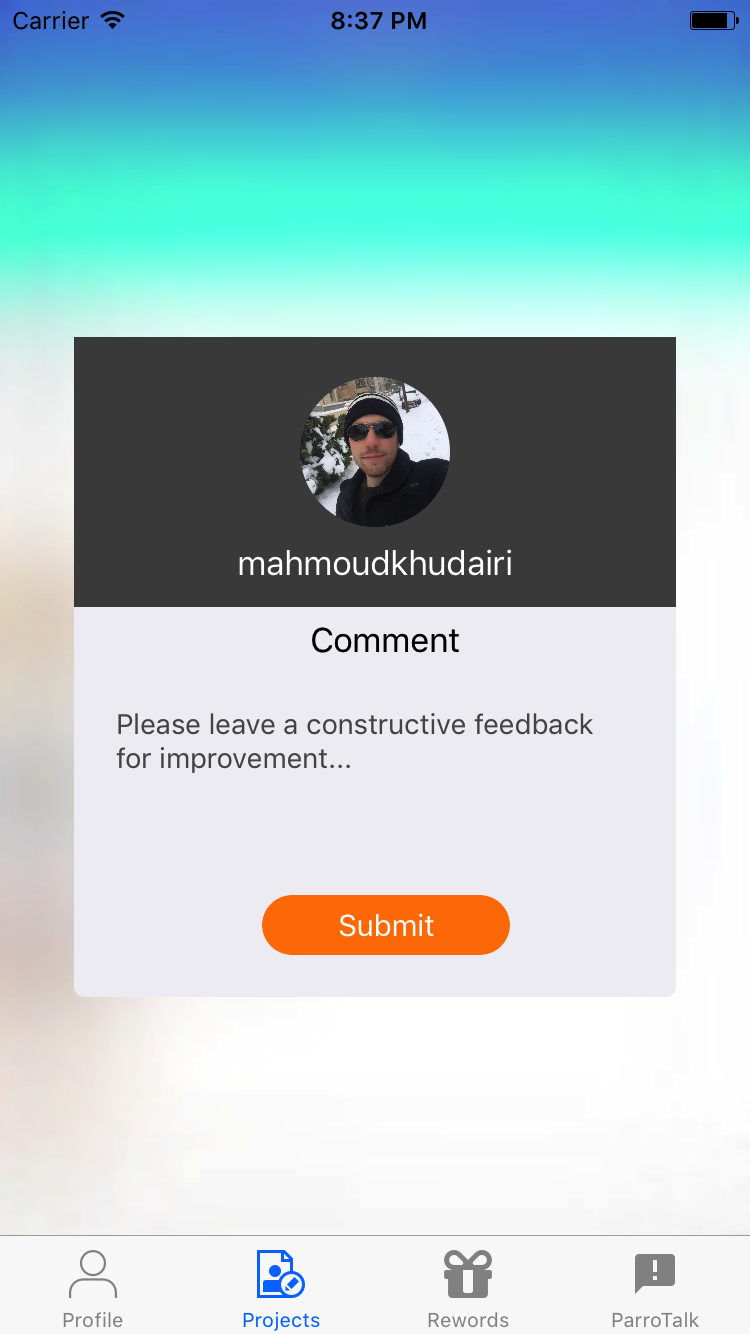 Carrier 8:37 PM
mahmoudkhudairi
Comment
Please leave a constructive feedback
for improvement...
Submit
Profile Projects Rewords ParroTalk